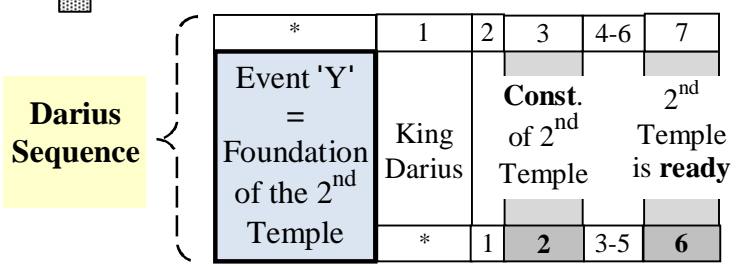 * 1 2 3 4-6 7
Darius
Sequence
Event 'Y'
=
Foundation
of the 2nd
Temple
King
Darius
Const.
of 2nd
Temple
2nd
Temple
is ready
* 1 2 3-5 6